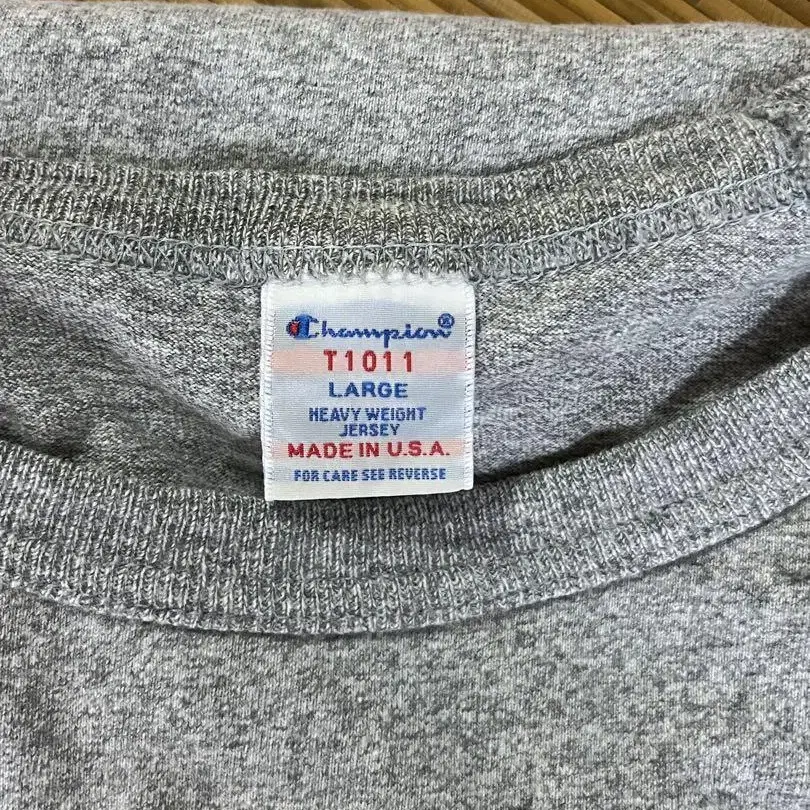 Champion®
T1011
LARGE
HEAVY WEIGHT
JERSEY
MADE IN U.S.A.
FOR CARE SEE REVERSE